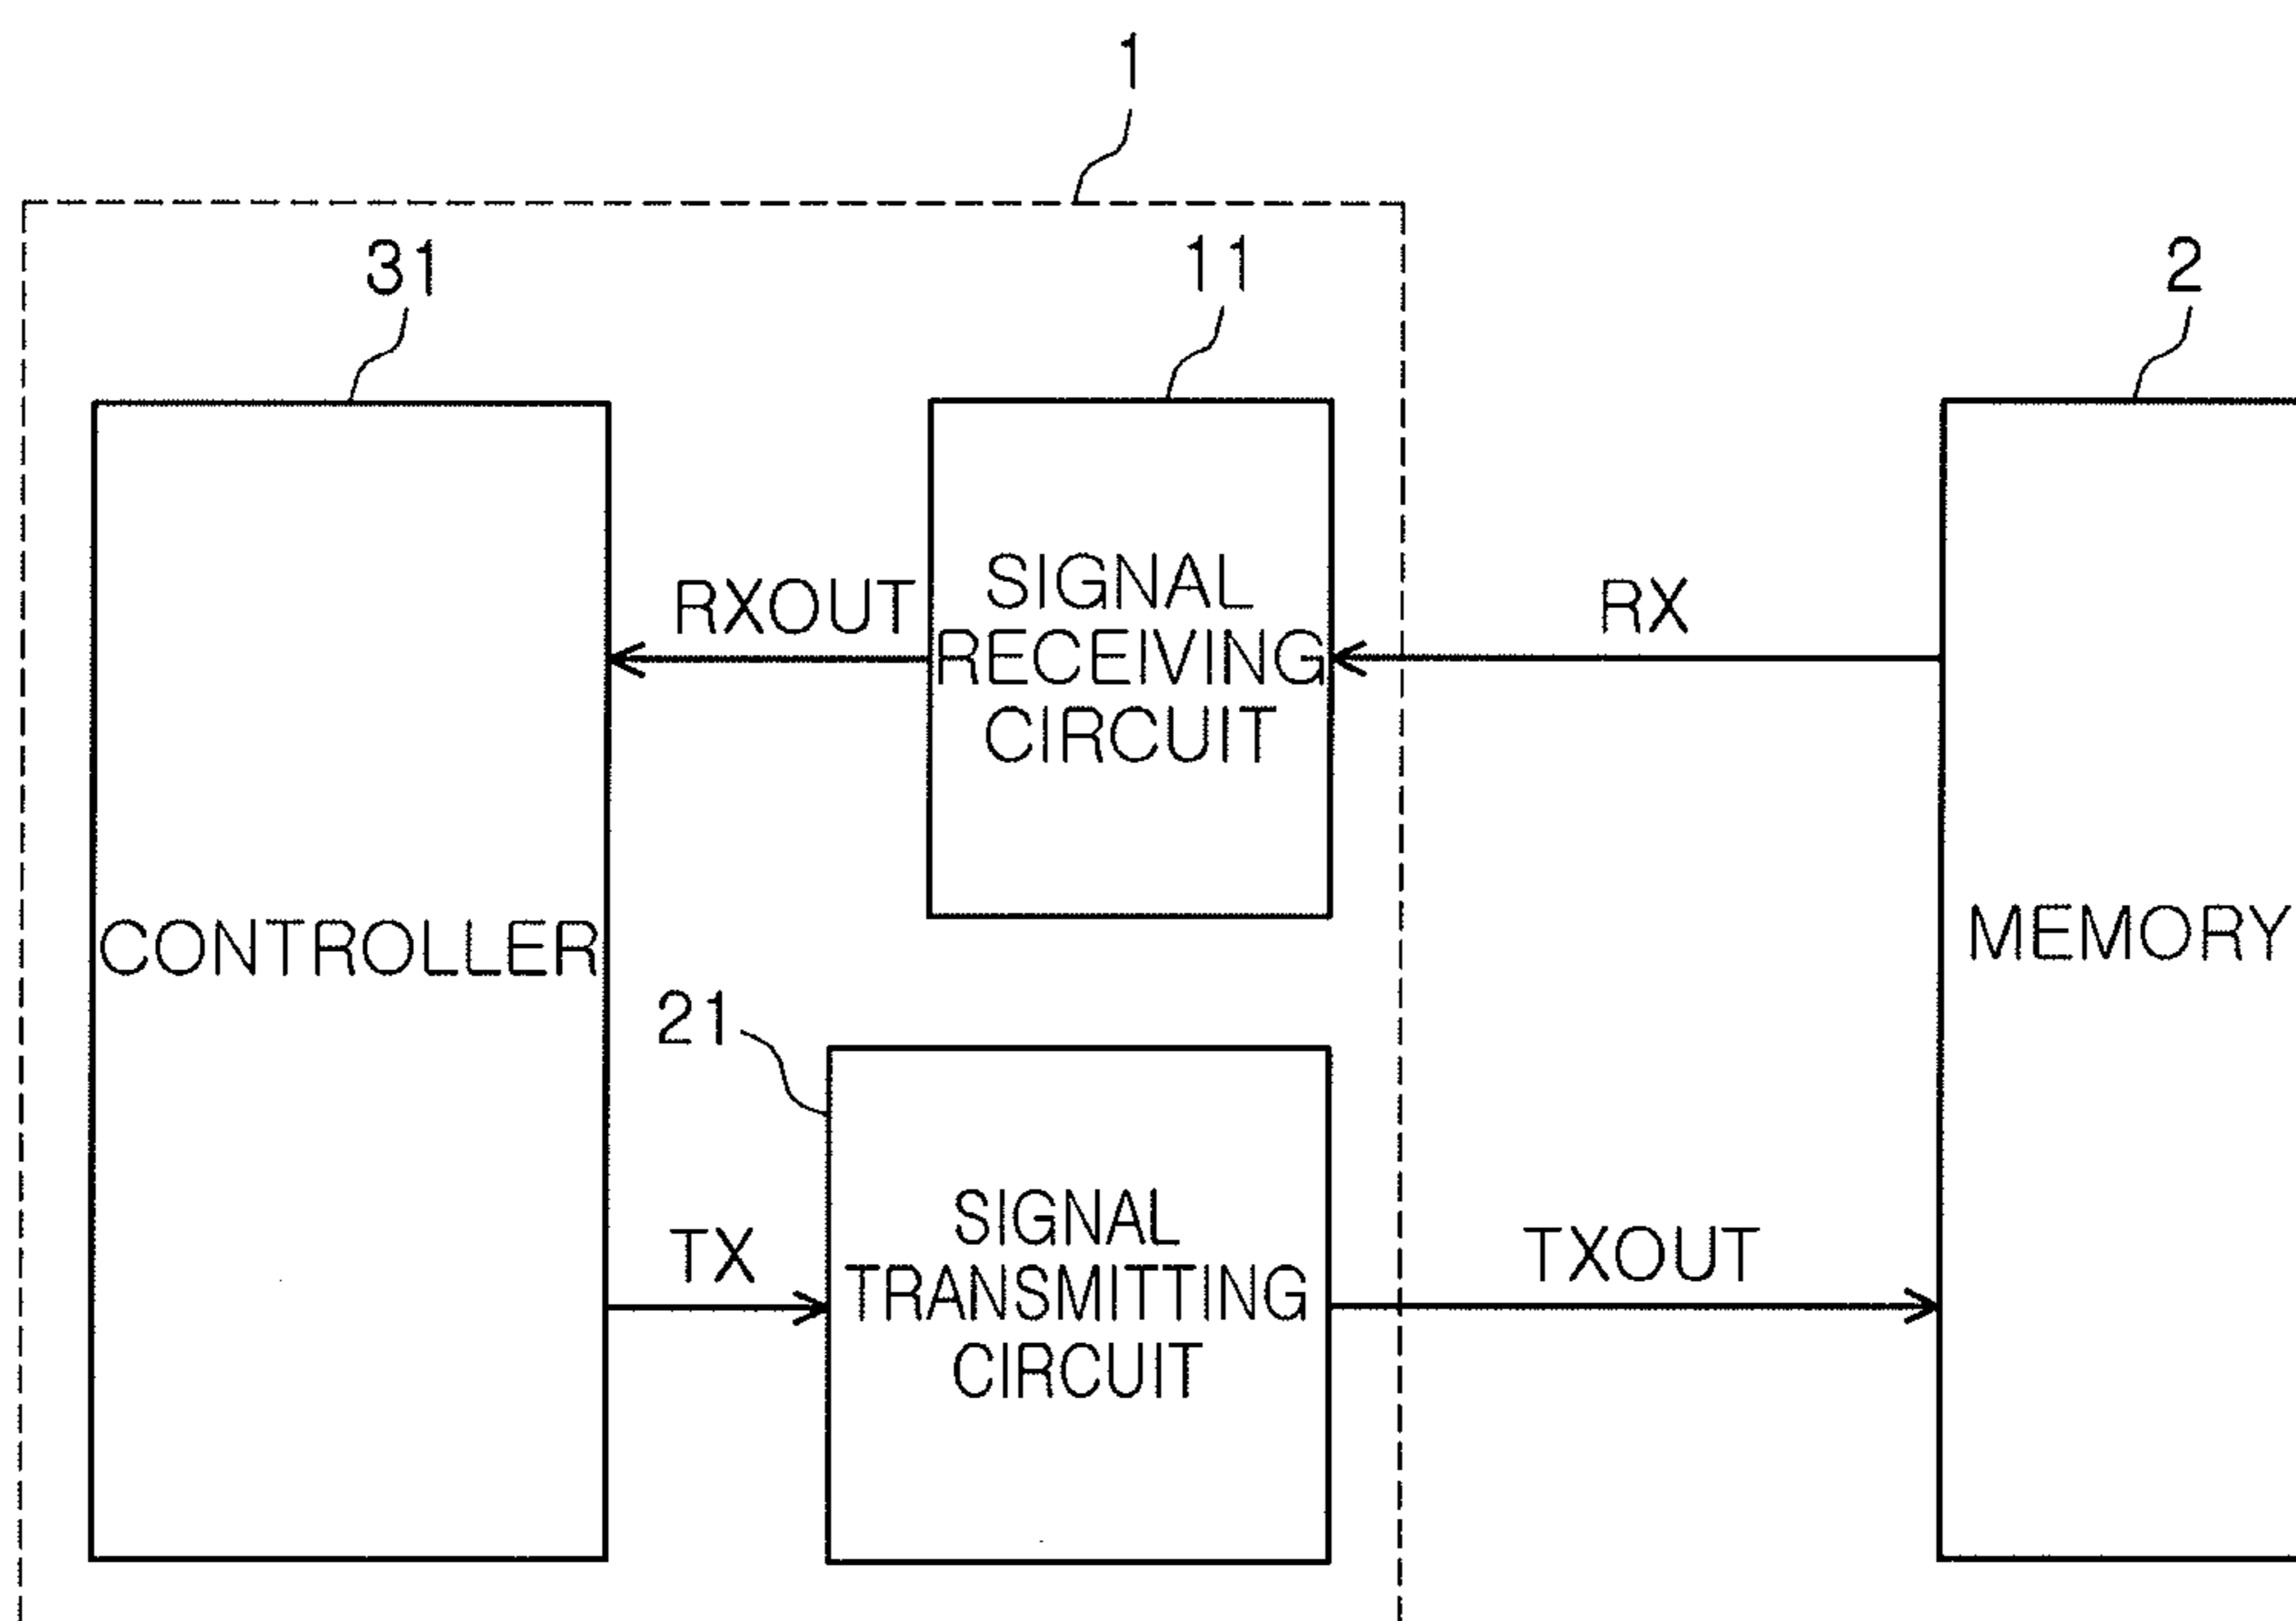 1
31
11
2
RXOUT
SIGNAL
RECEIVING
CIRCUIT
RX
CONTROLLER
MEMORY
21
TX
SIGNAL
TRANSMITTING
CIRCUIT
TXOUT